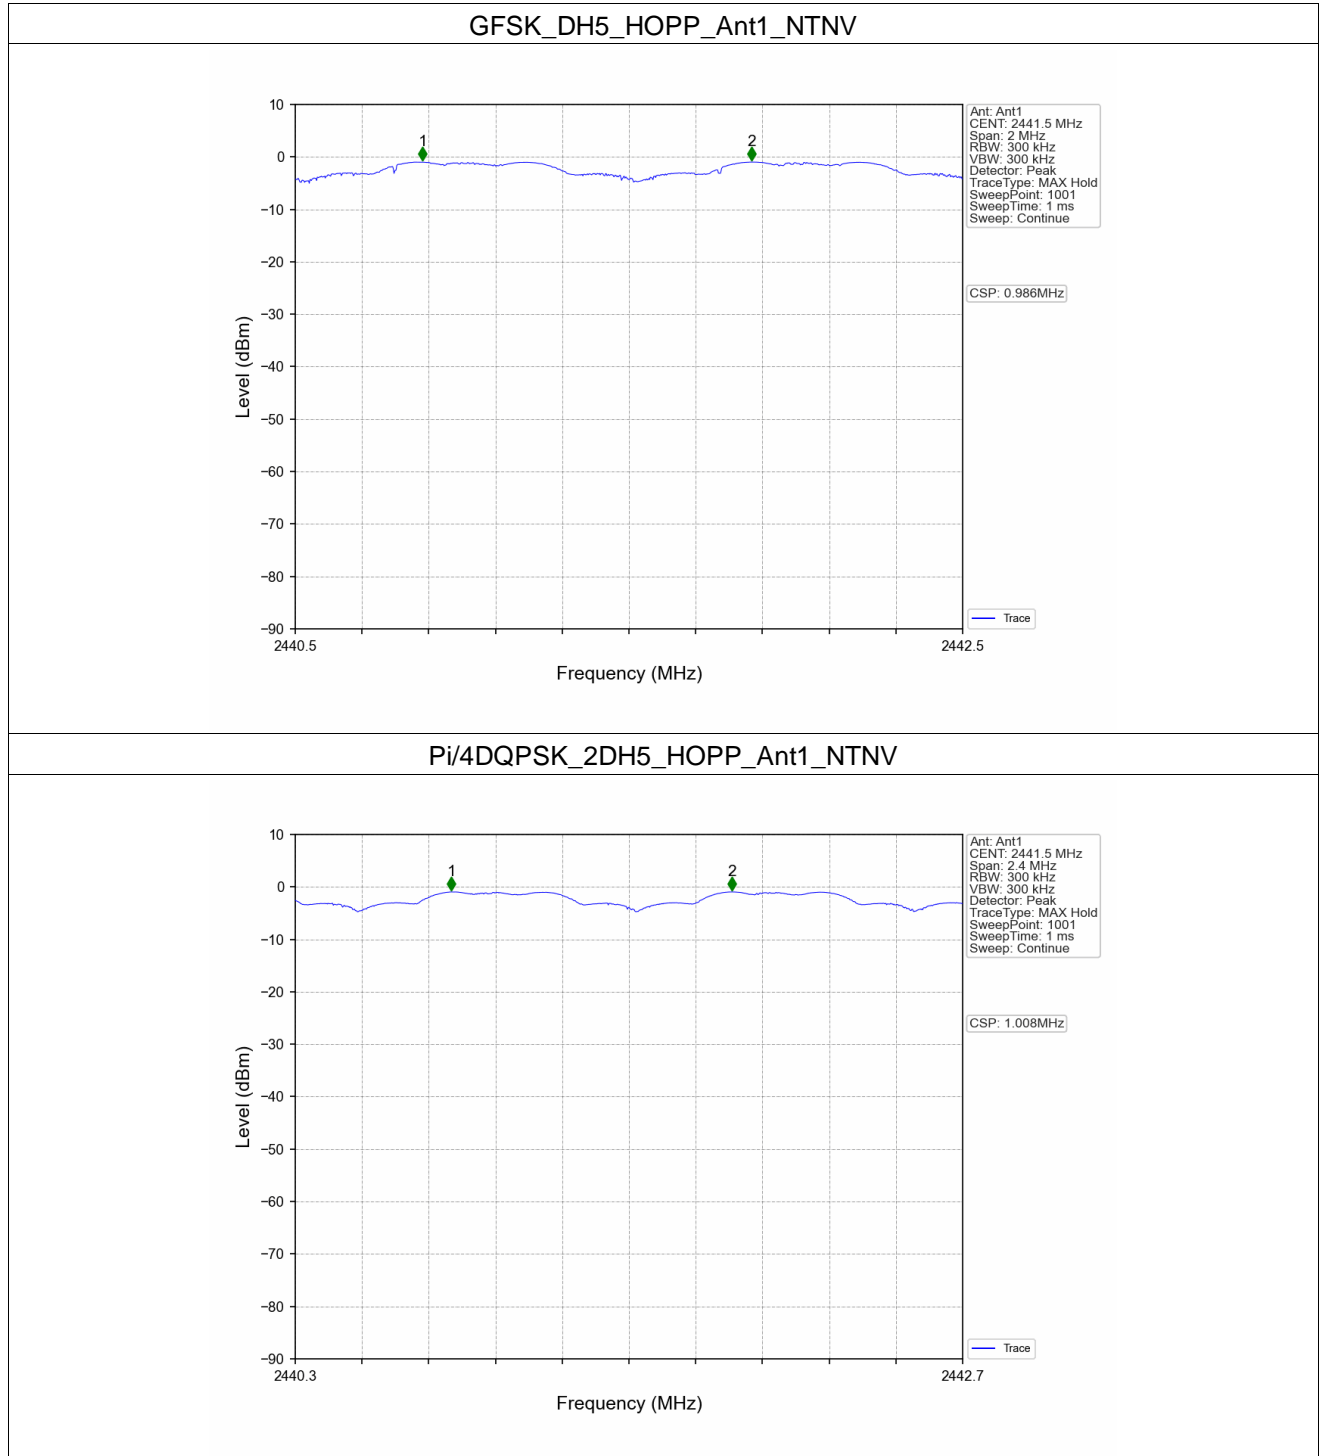 GFSK_DH5_HOPP_Ant1_NTNV
10
0
−10
−20
−30
−40
−50
−60
−70
−80
−90
Level (dBm)
1
2
2440.5
2442.5
Frequency (MHz)
Ant: Ant1
CENT: 2441.5 MHz
Span: 2 MHz
RBW: 300 kHz
VBW: 300 kHz
Detector: Peak
TraceType: MAX Hold
SweepPoint: 1001
SweepTime: 1 ms
Sweep: Continue
CSP: 0.986MHz
Trace
Pi/4DQPSK_2DH5_HOPP_Ant1_NTNV
10
0
−10
−20
−30
−40
−50
−60
−70
−80
−90
Level (dBm)
1
2
2440.3
2442.7
Frequency (MHz)
Ant: Ant1
CENT: 2441.5 MHz
Span: 2.4 MHz
RBW: 300 kHz
VBW: 300 kHz
Detector: Peak
TraceType: MAX Hold
SweepPoint: 1001
SweepTime: 1 ms
Sweep: Continue
CSP: 1.008MHz
Trace